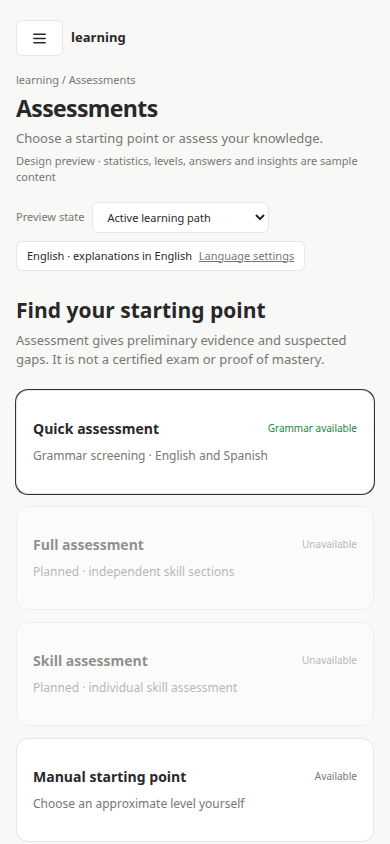 learning
learning / Assessments
Assessments
Choose a starting point or assess your knowledge.
Design preview · statistics, levels, answers and insights are sample
content
Preview state Active learning path
English · explanations in English Language settings
Find your starting point
Assessment gives preliminary evidence and suspected
gaps. It is not a certified exam or proof of mastery.
Quick assessment Grammar available
Grammar screening · English and Spanish
Full assessment Unavailable
Planned · independent skill sections
Skill assessment Unavailable
Planned · individual skill assessment
Manual starting point Available
Choose an approximate level yourself